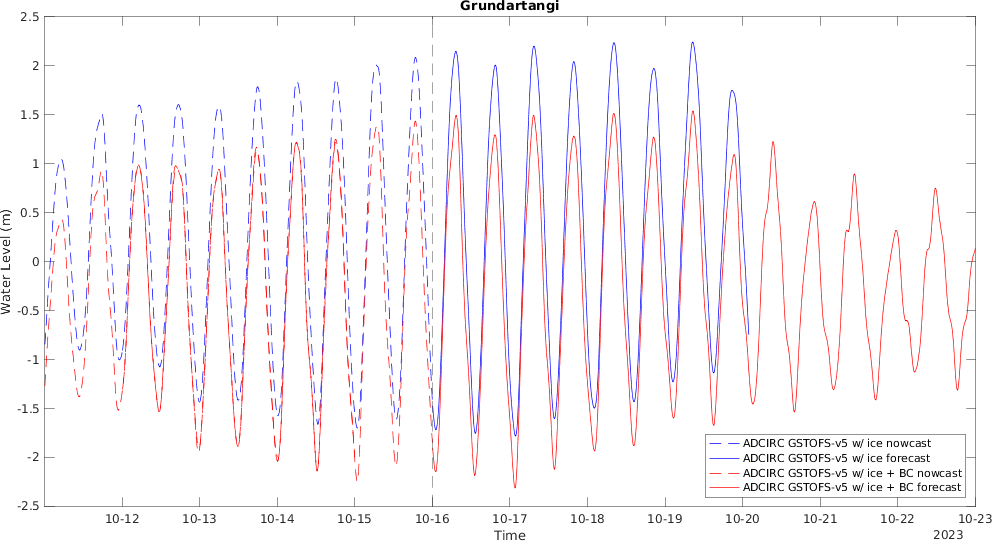 Grundartangi
2.5
2
1.5
1
0.5
0
-0.5
-1
-1.5
-2
-2.5
Water Level (m)
10-12 10-13 10-14 10-15 10-16 10-17 10-18 10-19 10-20 10-21 10-22 10-23
Time
2023
ADCIRC GSTOFS-v5 w/ ice nowcast
ADCIRC GSTOFS-v5 w/ ice forecast
ADCIRC GSTOFS-v5 w/ ice + BC nowcast
ADCIRC GSTOFS-v5 w/ ice + BC forecast